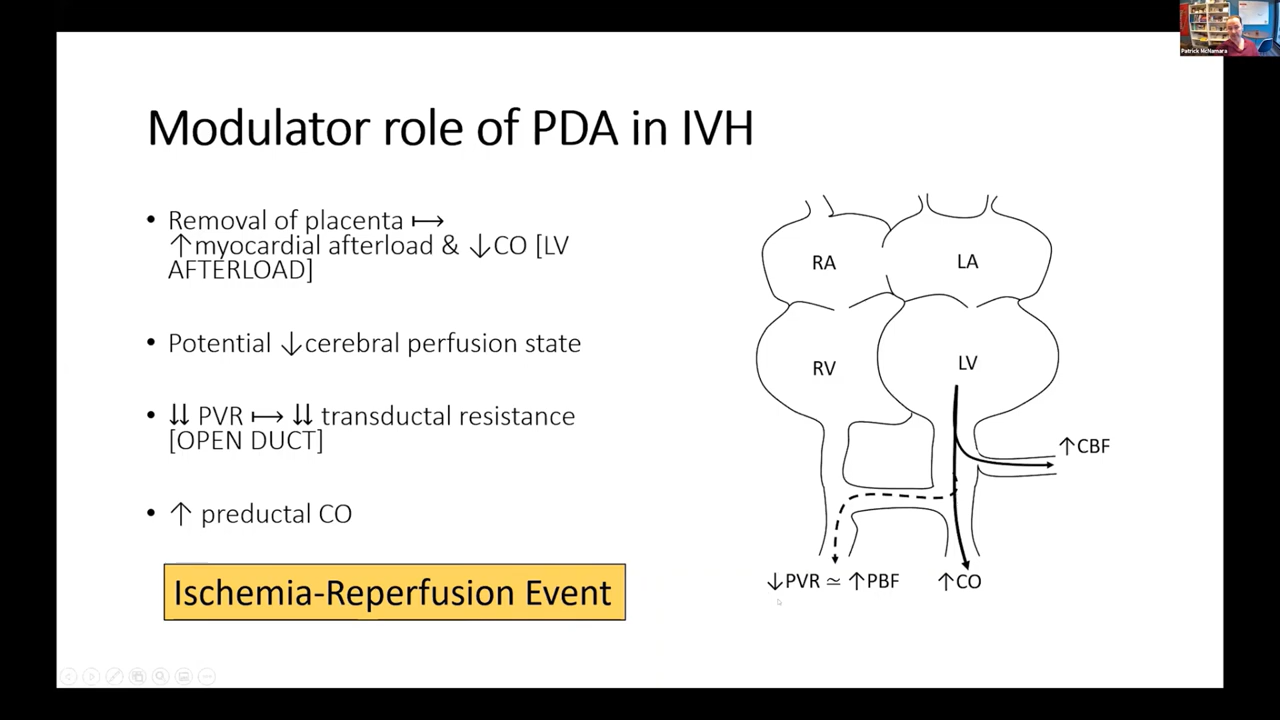 Patrick McNamara
Modulator role of PDA in IVH
• Removal of placenta ↦
↑myocardial afterload & ↓CO [LV
AFTERLOAD]
• Potential ↓cerebral perfusion state
• ⇊ PVR ↦ ⇊ transductal resistance
[OPEN DUCT]
• ↑ preductal CO
Ischemia-Reperfusion Event
RA
LA
RV
LV
↑CBF
↓PVR ≃ ↑PBF
↑CO